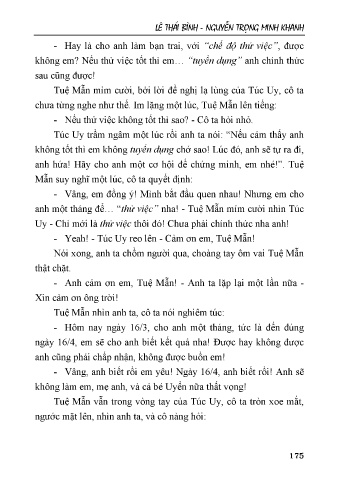 LÊ THÁI BÌNH - NGUYỄN TRỌNG MINH KHANH
- Hay là cho anh làm bạn trai, với “chế độ thử việc”, được
không em? Nếu thử việc tốt thì em… “tuyển dụng” anh chính thức
sau cũng được!
Tuệ Mẫn mỉm cười, bởi lời đề nghị lạ lùng của Túc Uy, cô ta
chưa từng nghe như thế. Im lặng một lúc, Tuệ Mẫn lên tiếng:
- Nếu thử việc không tốt thì sao? - Cô ta hỏi nhỏ.
Túc Uy trầm ngâm một lúc rồi anh ta nói: “Nếu cảm thấy anh
không tốt thì em không tuyển dụng chớ sao! Lúc đó, anh sẽ tự ra đi,
anh hứa! Hãy cho anh một cơ hội để chứng minh, em nhé!”. Tuệ
Mẫn suy nghĩ một lúc, cô ta quyết định:
- Vâng, em đồng ý! Mình bắt đầu quen nhau! Nhưng em cho
anh một tháng để… “thử việc” nha! - Tuệ Mẫn mỉm cười nhìn Túc
Uy - Chỉ mới là thử việc thôi đó! Chưa phải chính thức nha anh!
- Yeah! - Túc Uy reo lên - Cảm ơn em, Tuệ Mẫn!
Nói xong, anh ta chồm người qua, choàng tay ôm vai Tuệ Mẫn
thật chặt.
- Anh cảm ơn em, Tuệ Mẫn! - Anh ta lặp lại một lần nữa -
Xin cảm ơn ông trời!
Tuệ Mẫn nhìn anh ta, cô ta nói nghiêm túc:
- Hôm nay ngày 16/3, cho anh một tháng, tức là đến đúng
ngày 16/4, em sẽ cho anh biết kết quả nha! Được hay không được
anh cũng phải chấp nhân, không được buồn em!
- Vâng, anh biết rồi em yêu! Ngày 16/4, anh biết rồi! Anh sẽ
không làm em, mẹ anh, và cả bé Uyển nữa thất vọng!
Tuệ Mẫn vẫn trong vòng tay của Túc Uy, cô ta tròn xoe mắt,
ngước mặt lên, nhìn anh ta, và cô nàng hỏi:
175